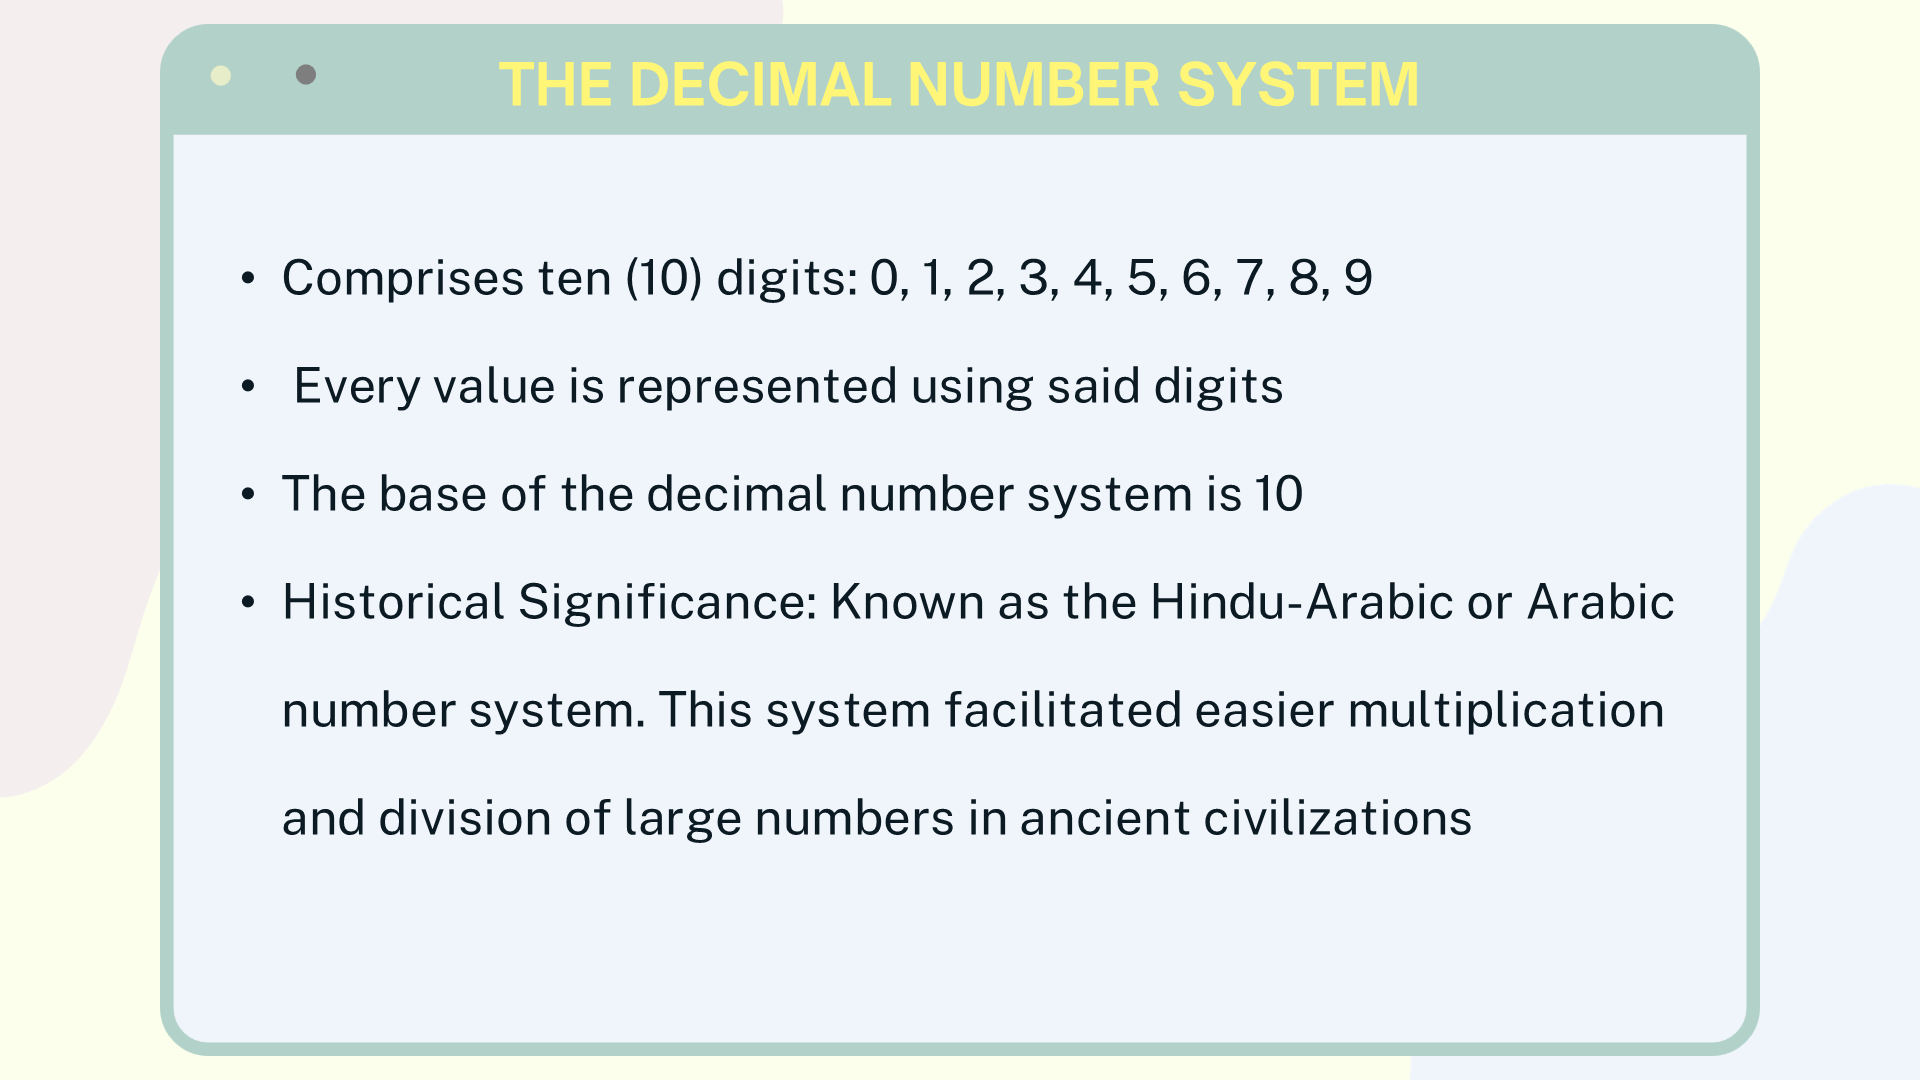 THE DECIMAL NUMBER SYSTEM
• Comprises ten (10) digits: 0, 1, 2, 3, 4, 5, 6, 7, 8, 9
• Every value is represented using said digits
• The base of the decimal number system is 10
• Historical Significance: Known as the Hindu-Arabic or Arabic
number system. This system facilitated easier multiplication
and division of large numbers in ancient civilizations